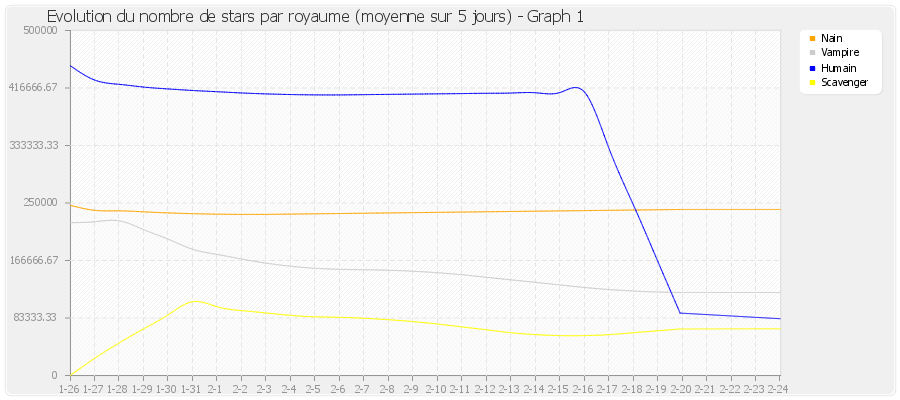 Evolution du nombre de stars par royaume (moyenne sur 5 jours) - Graph 1
500000
416666.67
333333.33
250000
166666.67
83333.33
0
1-26 1-27 1-28 1-29 1-30 1-31 2-1 2-2 2-3 2-4 2-5 2-6 2-7 2-8 2-9 2-10 2-11 2-12 2-13 2-14 2-15 2-16 2-17 2-18 2-19 2-20 2-21 2-22 2-23 2-24
Nain
Vampire
Humain
Scavenger